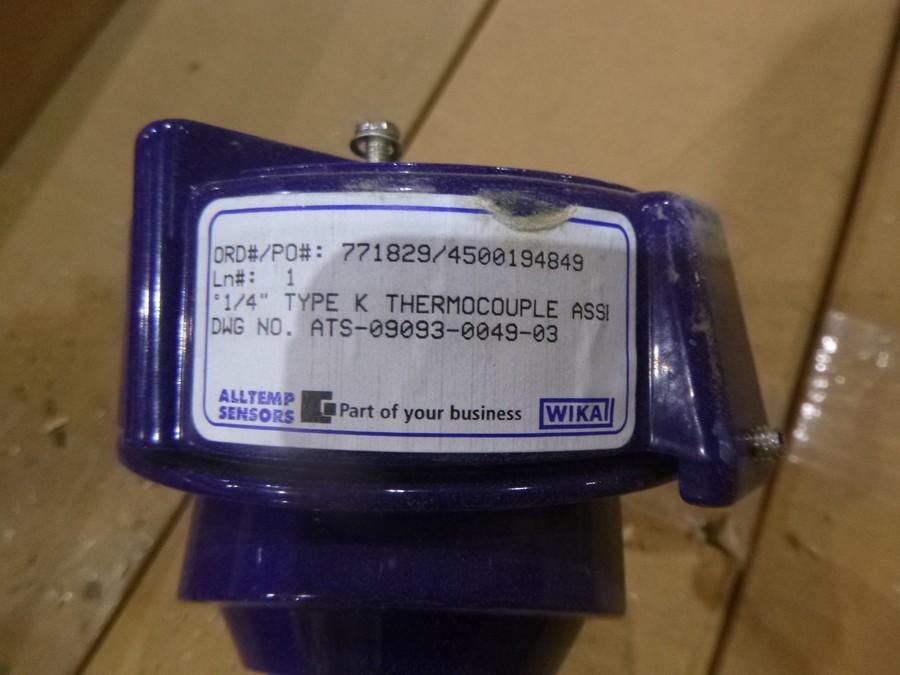 ORD#/PO#: 771829/4500194849
Ln#: 1
"1/4" TYPE K THERMOCOUPLE ASS
DWG NO. ATS-09093-0049-03
ALLTEMP
SENSORS
Part of your business
WIKA